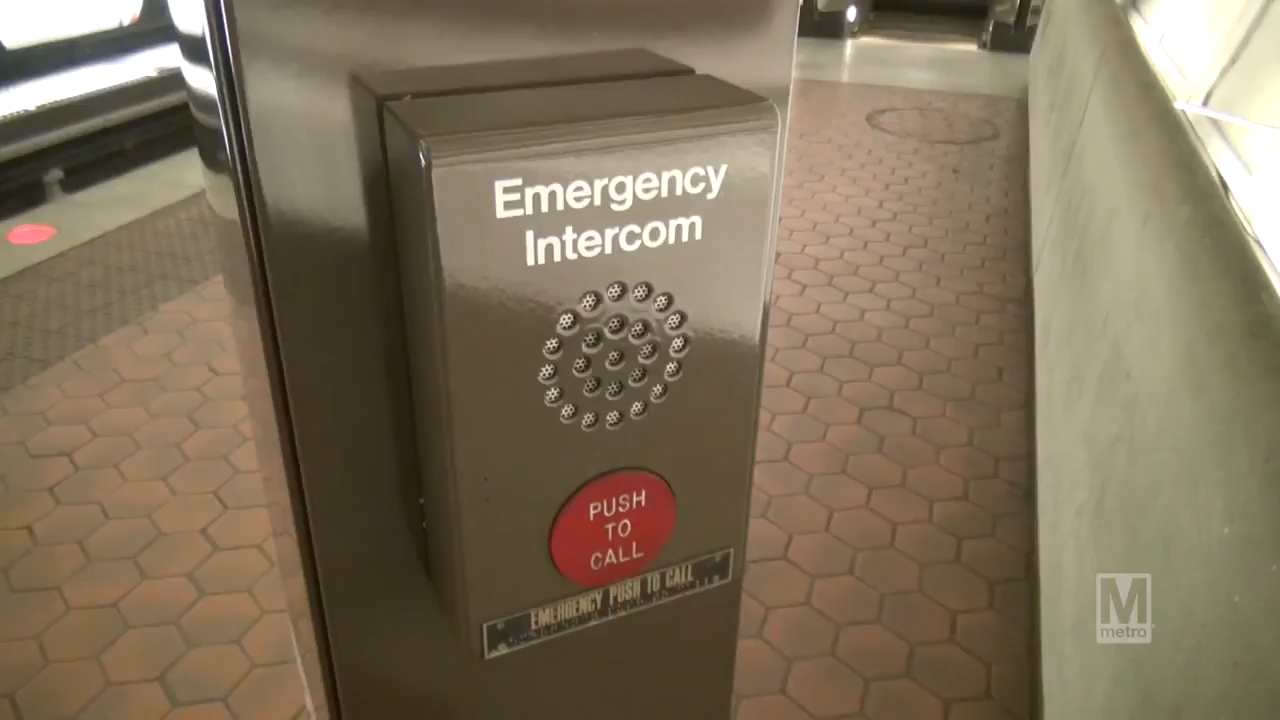 Emergency
Intercom
PUSH
TO
CALL
EMERGENCY PUSH TO CALL
M
metro